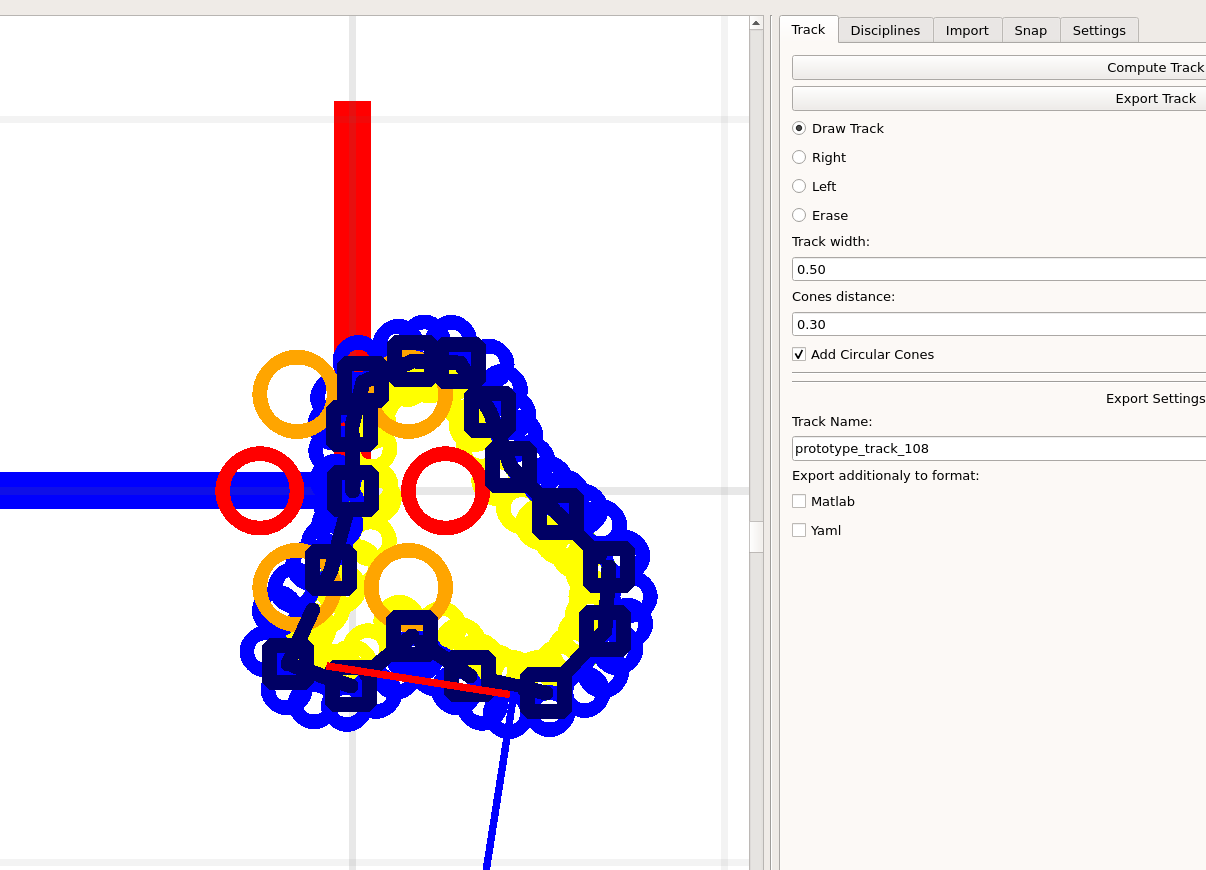 Track Disciplines Import Snap Settings
Compute Track
Export Track
Draw Track
Right
Left
Erase
Track width:
0.50
Cones distance:
0.30
Add Circular Cones
Export Settings
Track Name:
prototype_track_108
Export additionaly to format:
Matlab
Yaml